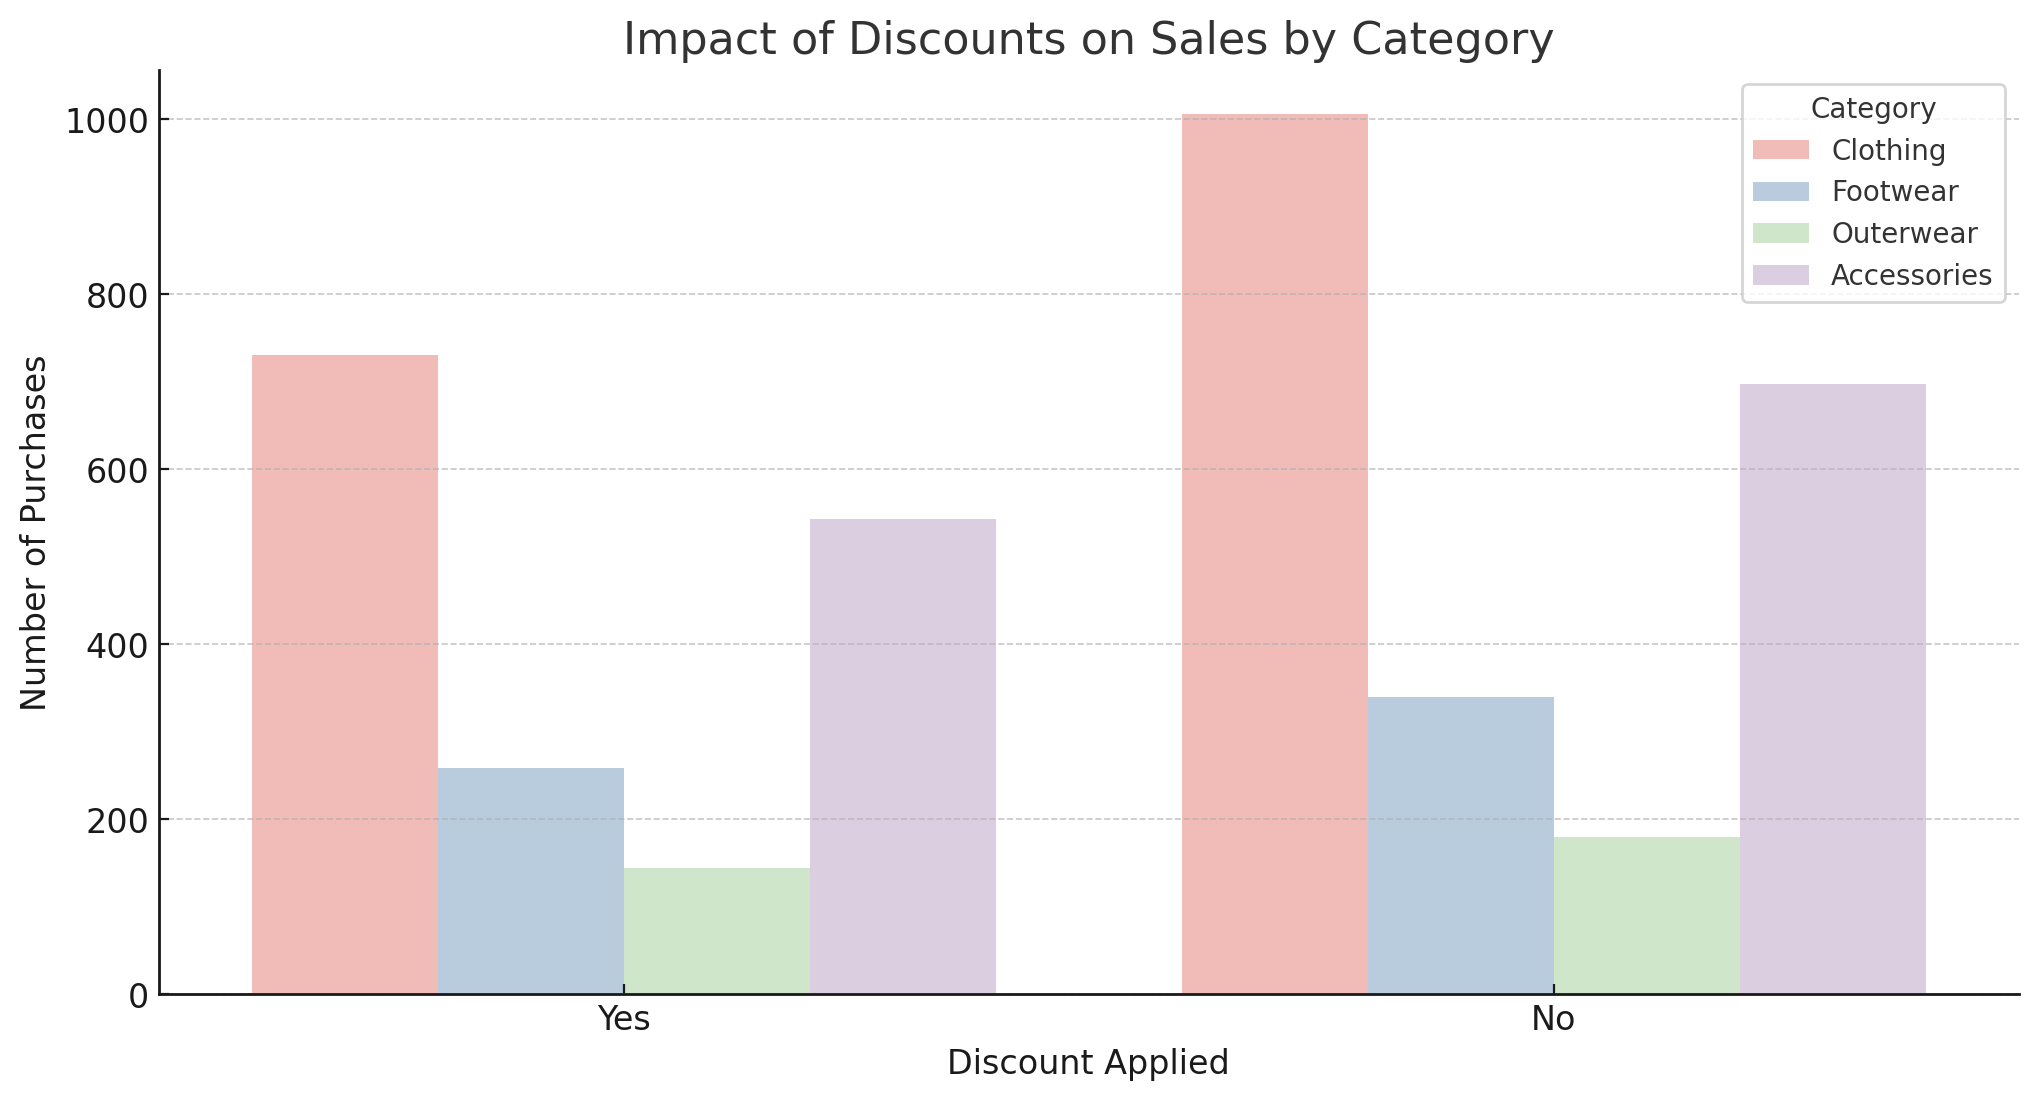 Impact of Discounts on Sales by Category
Category
Clothing
Footwear
Outerwear
Accessories
Number of Purchases
1000
800
600
400
200
0
Yes
No
Discount Applied